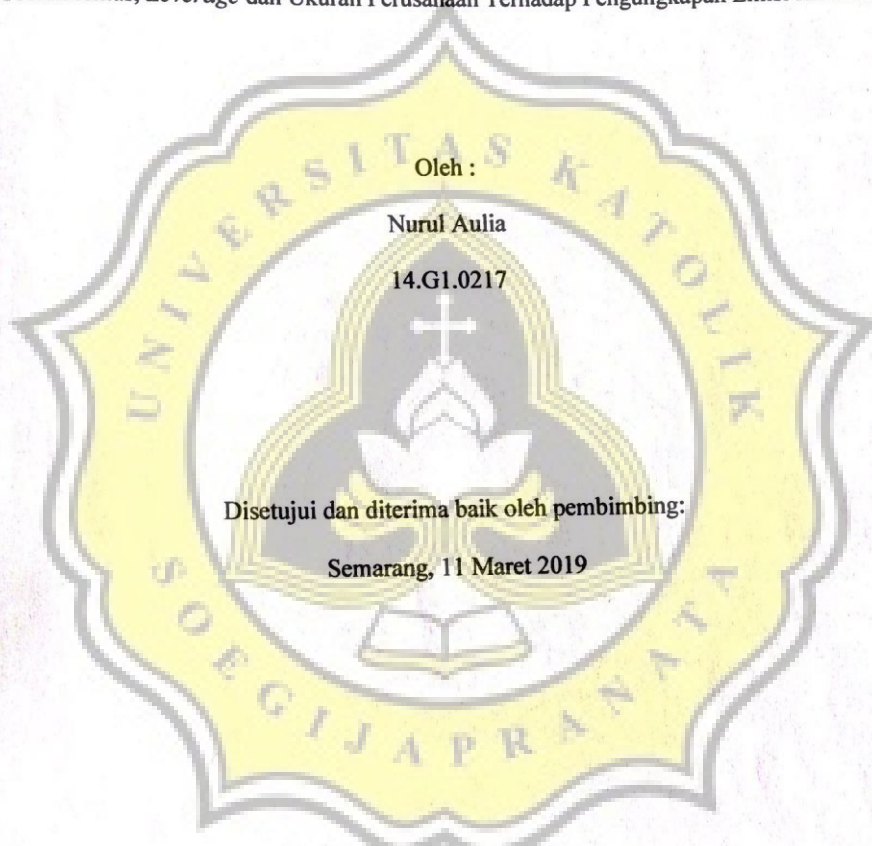 Leverage dan Ukuran Perusahaan Terhadap Pengungkapan
UNIVERSITAS KATOLIK
Oleh :
Nurul Aulia
14.G1.0217
Disetujui dan diterima baik oleh pembimbing:
Semarang, 11 Maret 2019
SOEGIJAPRANATA